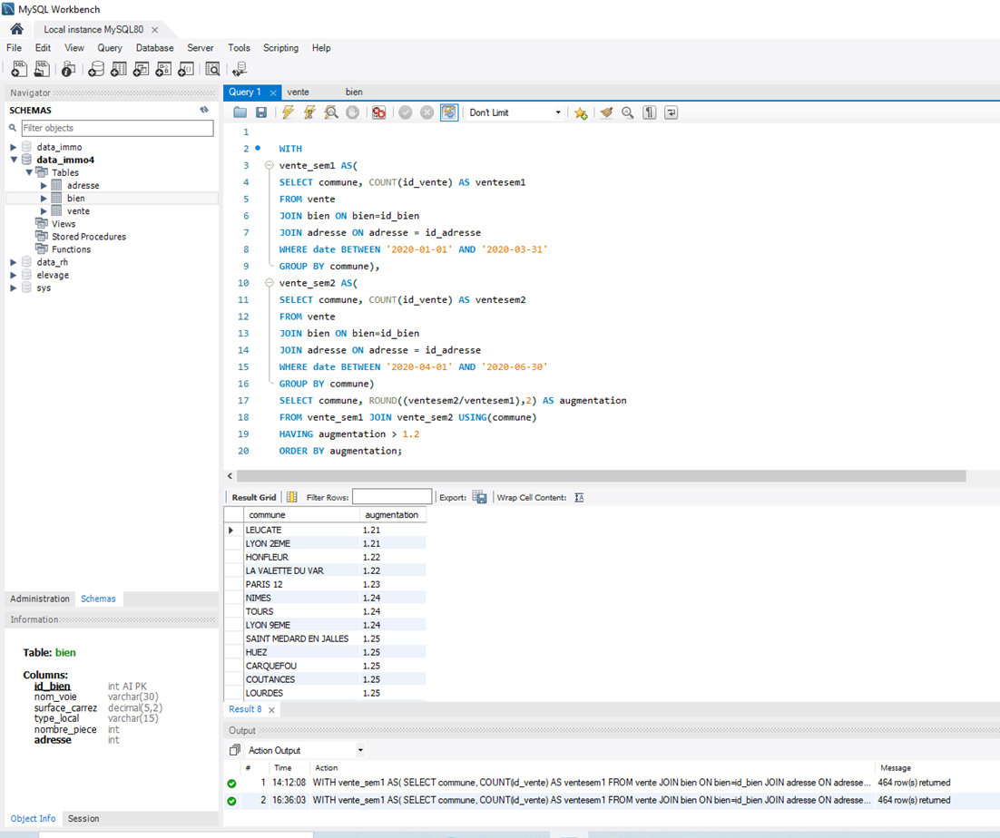 MySQL Workbench
Local instance MySQL80
File Edit View Query Database Server Tools Scripting Help
Navigator
SCHEMAS
Filter objects
data_immo
data_immo4
Tables
adresse
bien
vente
Views
Stored Procedures
Functions
data_rh
elevage
sys
Administration Schemas
Information
Table: bien
Columns:
id_bien int AI PK
nom_voie varchar(30)
surface_carrez decimal(5,2)
type_local varchar(15)
nombre_piece int
adresse int
Object Info Session
Query 1 vente bien
Don't Limit
1
2 WITH
3 vente_sem1 AS(
4 SELECT commune, COUNT(id_vente) AS ventesem1
5 FROM vente
6 JOIN bien ON bien=id_bien
7 JOIN adresse ON adresse = id_adresse
8 WHERE date BETWEEN '2020-01-01' AND '2020-03-31'
9 GROUP BY commune),
10 vente_sem2 AS(
11 SELECT commune, COUNT(id_vente) AS ventesem2
12 FROM vente
13 JOIN bien ON bien=id_bien
14 JOIN adresse ON adresse = id_adresse
15 WHERE date BETWEEN '2020-04-01' AND '2020-06-30'
16 GROUP BY commune)
17 SELECT commune, ROUND((ventesem2/ventesem1),2) AS augmentation
18 FROM vente_sem1 JOIN vente_sem2 USING(commune)
19 HAVING augmentation > 1.2
20 ORDER BY augmentation;
Result Grid Filter Rows: Export: Wrap Cell Content:
commune augmentation
LEUCATE 1.21
LYON 2EME 1.21
HONFLEUR 1.22
LA VALETTE DU VAR 1.22
PARIS 12 1.23
NIMES 1.24
TOURS 1.24
LYON 9EME 1.24
SAINT MEDARD EN JALLES 1.25
HUEZ 1.25
CARQUEFOU 1.25
COUTANCES 1.25
LOURDES 1.25
Result 8
Output
Action Output
# Time Action Message
1 14:12:08 WITH vente_sem1 AS( SELECT commune, COUNT(id_vente) AS ventesem1 FROM vente JOIN bien ON bien=id_bien JOIN adresse ON adresse... 464 row(s) returned
2 16:36:03 WITH vente_sem1 AS( SELECT commune, COUNT(id_vente) AS ventesem1 FROM vente JOIN bien ON bien=id_bien JOIN adresse ON adresse... 464 row(s) returned